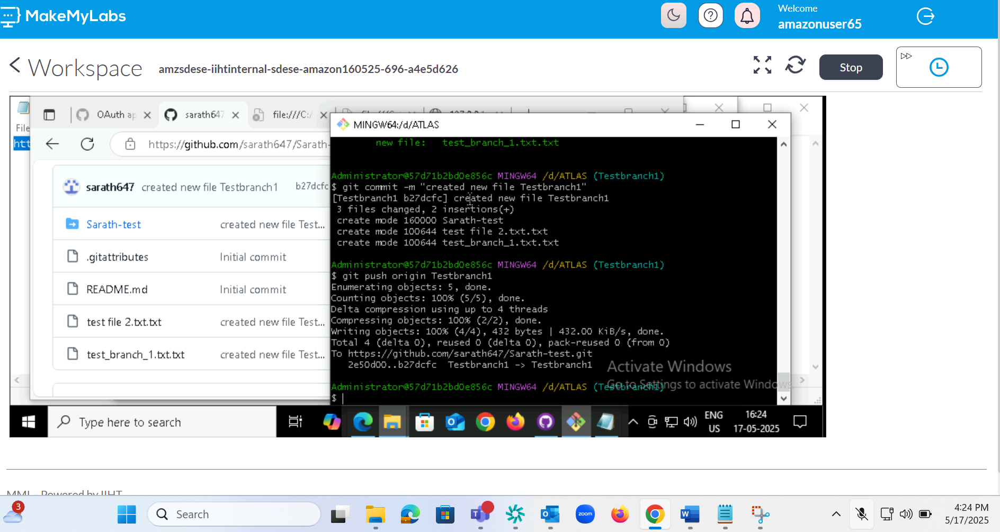 MakeMyLabs
Welcome
amazonuser65
Workspace
amzsdese-iihtinternal-sdese-amazon160525-696-a4e5d626
Stop
OAuth ap
sarath647
file:///C:/
File
htt
https://github.com/sarath647/Sarath-
sarath647 created new file Testbranch1 b27dcfc
Sarath-test created new file Test...
.gitattributes Initial commit
README.md Initial commit
test file 2.txt.txt created new file Test...
test_branch_1.txt.txt created new file Test...
MINGW64:/d/ATLAS
new file: test_branch_1.txt.txt
Administrator@57d71b2bd0e856c MINGW64 /d/ATLAS (Testbranch1)
$ git commit -m "created new file Testbranch1"
[Testbranch1 b27dcfc] created new file Testbranch1
3 files changed, 2 insertions(+)
create mode 160000 Sarath-test
create mode 100644 test file 2.txt.txt
create mode 100644 test_branch_1.txt.txt
Administrator@57d71b2bd0e856c MINGW64 /d/ATLAS (Testbranch1)
$ git push origin Testbranch1
Enumerating objects: 5, done.
Counting objects: 100% (5/5), done.
Delta compression using up to 4 threads
Compressing objects: 100% (2/2), done.
Writing objects: 100% (4/4), 432 bytes | 432.00 KiB/s, done.
Total 4 (delta 0), reused 0 (delta 0), pack-reused 0 (from 0)
To https://github.com/sarath647/Sarath-test.git
2e50d00..b27dcfc Testbranch1 -> Testbranch1
Administrator@57d71b2bd0e856c MINGW64 /d/ATLAS (Testbranch1)
$
Activate Windows
Go to Settings to activate Windows
Type here to search
ENG
US
16:24
17-05-2025
MML - Powered by IIHT
3
Search
zoom
4:24 PM
5/17/2025